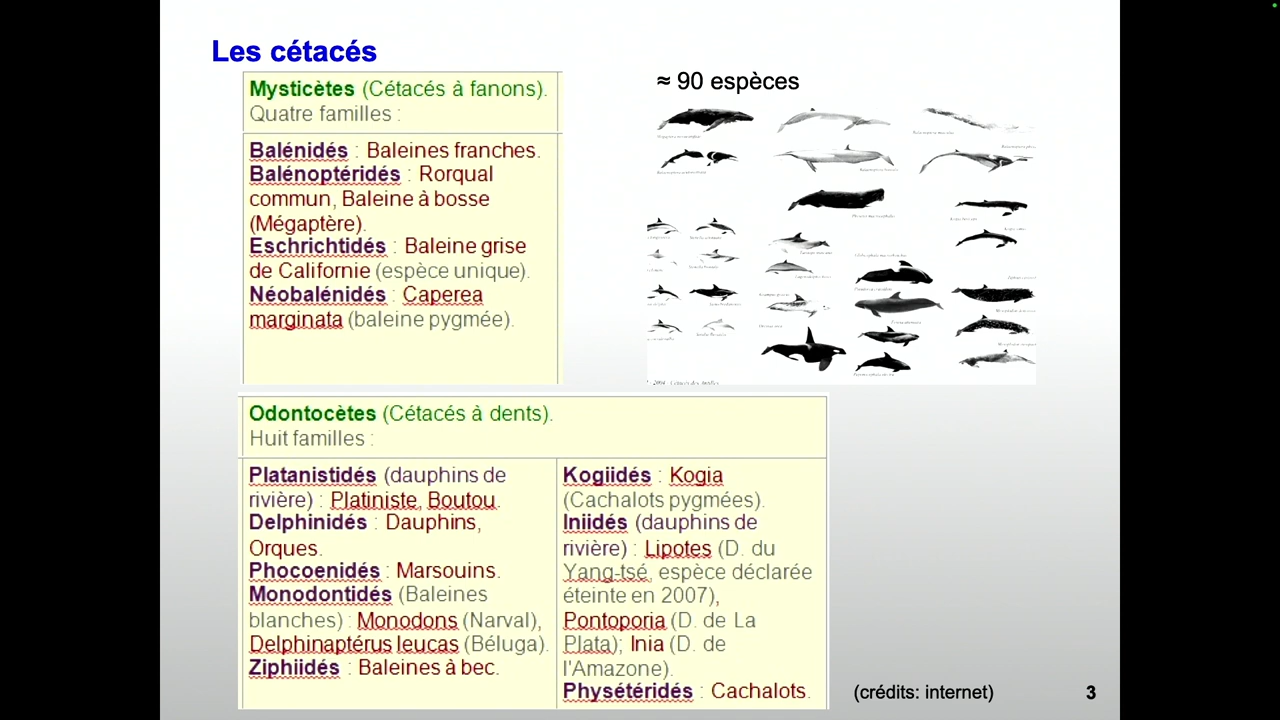 Les cétacés
Mysticètes (Cétacés à fanons).
Quatre familles :
Balénidés : Baleines franches.
Balénoptéridés : Rorqual
commun, Baleine à bosse
(Mégaptère).
Eschrichtidés : Baleine grise
de Californie (espèce unique).
Néobalenidés : Caperea
marginata (baleine pygmée).
≈ 90 espèces
Odontocètes (Cétacés à dents).
Huit familles :
Platanistidés (dauphins de
rivière) : Platiniste, Boutou.
Delphinidés : Dauphins,
Orques.
Phocoenidés : Marsouins.
Monodontidés (Baleines
blanches) : Monodons (Narval),
Delphinaptérus leucas (Béluga).
Ziphiidés : Baleines à bec.
Kogiidés : Kogia
(Cachalots pygmées).
Iniidés (dauphins de
rivière) : Lipotes (D. du
Yang-tsé, espèce déclarée
éteinte en 2007),
Pontoporia (D. de La
Plata); Inia (D. de
l'Amazone).
Physétéridés : Cachalots.
(crédits: internet)
3